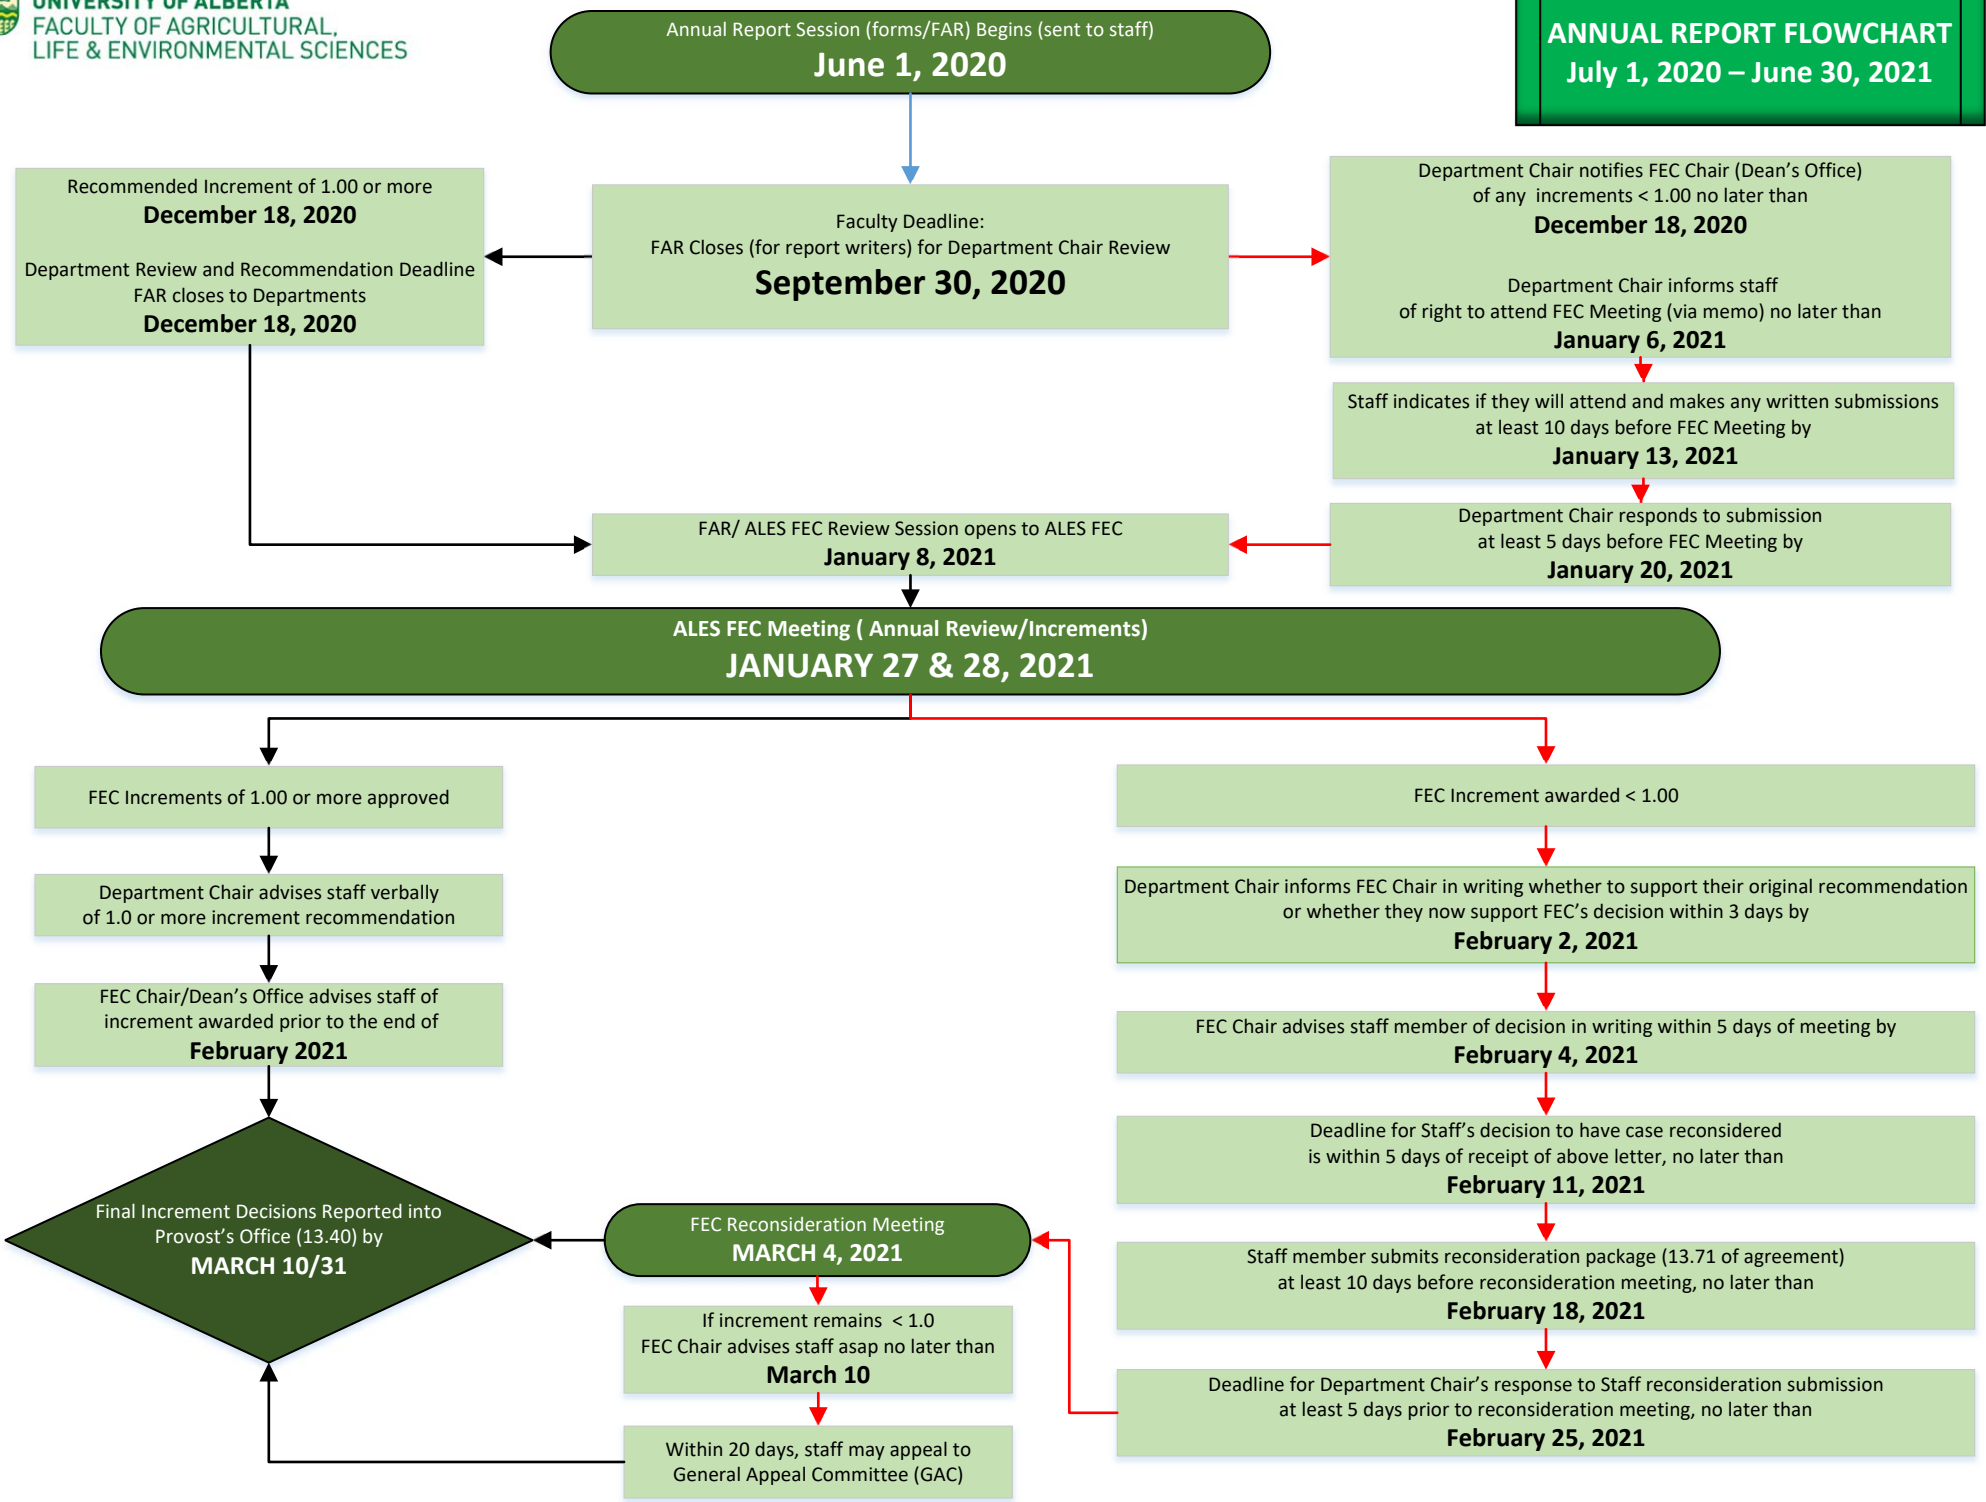 UNIVERSITY OF ALBERTA
FACULTY OF AGRICULTURAL,
LIFE & ENVIRONMENTAL SCIENCES
Annual Report Session (forms/FAR) Begins (sent to staff)
June 1, 2020
ANNUAL REPORT FLOWCHART
July 1, 2020 – June 30, 2021
Recommended Increment of 1.00 or more
December 18, 2020
Department Review and Recommendation Deadline
FAR closes to Departments
December 18, 2020
Faculty Deadline:
FAR Closes (for report writers) for Department Chair Review
September 30, 2020
Department Chair notifies FEC Chair (Dean's Office)
of any increments < 1.00 no later than
December 18, 2020
Department Chair informs staff
of right to attend FEC Meeting (via memo) no later than
January 6, 2021
Staff indicates if they will attend and makes any written submissions
at least 10 days before FEC Meeting by
January 13, 2021
Department Chair responds to submission
at least 5 days before FEC Meeting by
January 20, 2021
FAR/ ALES FEC Review Session opens to ALES FEC
January 8, 2021
ALES FEC Meeting ( Annual Review/Increments)
JANUARY 27 & 28, 2021
FEC Increments of 1.00 or more approved
Department Chair advises staff verbally
of 1.0 or more increment recommendation
FEC Chair/Dean's Office advises staff of
increment awarded prior to the end of
February 2021
Final Increment Decisions Reported into
Provost's Office (13.40) by
MARCH 10/31
FEC Increment awarded < 1.00
Department Chair informs FEC Chair in writing whether to support their original recommendation
or whether they now support FEC's decision within 3 days by
February 2, 2021
FEC Chair advises staff member of decision in writing within 5 days of meeting by
February 4, 2021
Deadline for Staff's decision to have case reconsidered
is within 5 days of receipt of above letter, no later than
February 11, 2021
Staff member submits reconsideration package (13.71 of agreement)
at least 10 days before reconsideration meeting, no later than
February 18, 2021
Deadline for Department Chair's response to Staff reconsideration submission
at least 5 days prior to reconsideration meeting, no later than
February 25, 2021
FEC Reconsideration Meeting
MARCH 4, 2021
If increment remains < 1.0
FEC Chair advises staff asap no later than
March 10
Within 20 days, staff may appeal to
General Appeal Committee (GAC)